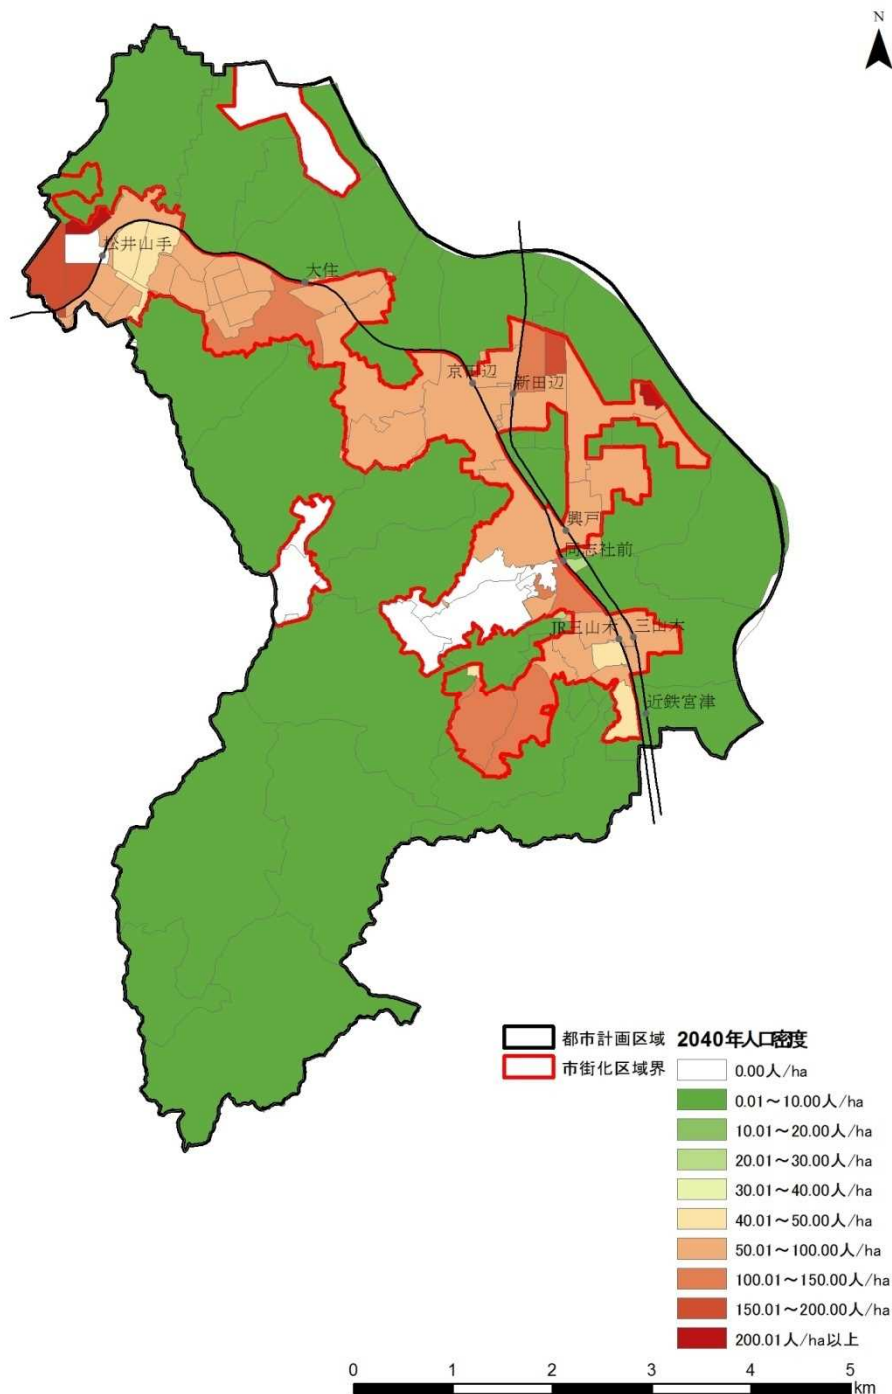 N
松井山手
大住
京田辺
新田辺
興戸
同志社前
JR三山木
三山木
近鉄宮津
都市計画区域
市街化区域界
2040年人口密度
0.00人/ha
0.01～10.00人/ha
10.01～20.00人/ha
20.01～30.00人/ha
30.01～40.00人/ha
40.01～50.00人/ha
50.01～100.00人/ha
100.01～150.00人/ha
150.01～200.00人/ha
200.01人/ha以上
0 1 2 3 4 5
km